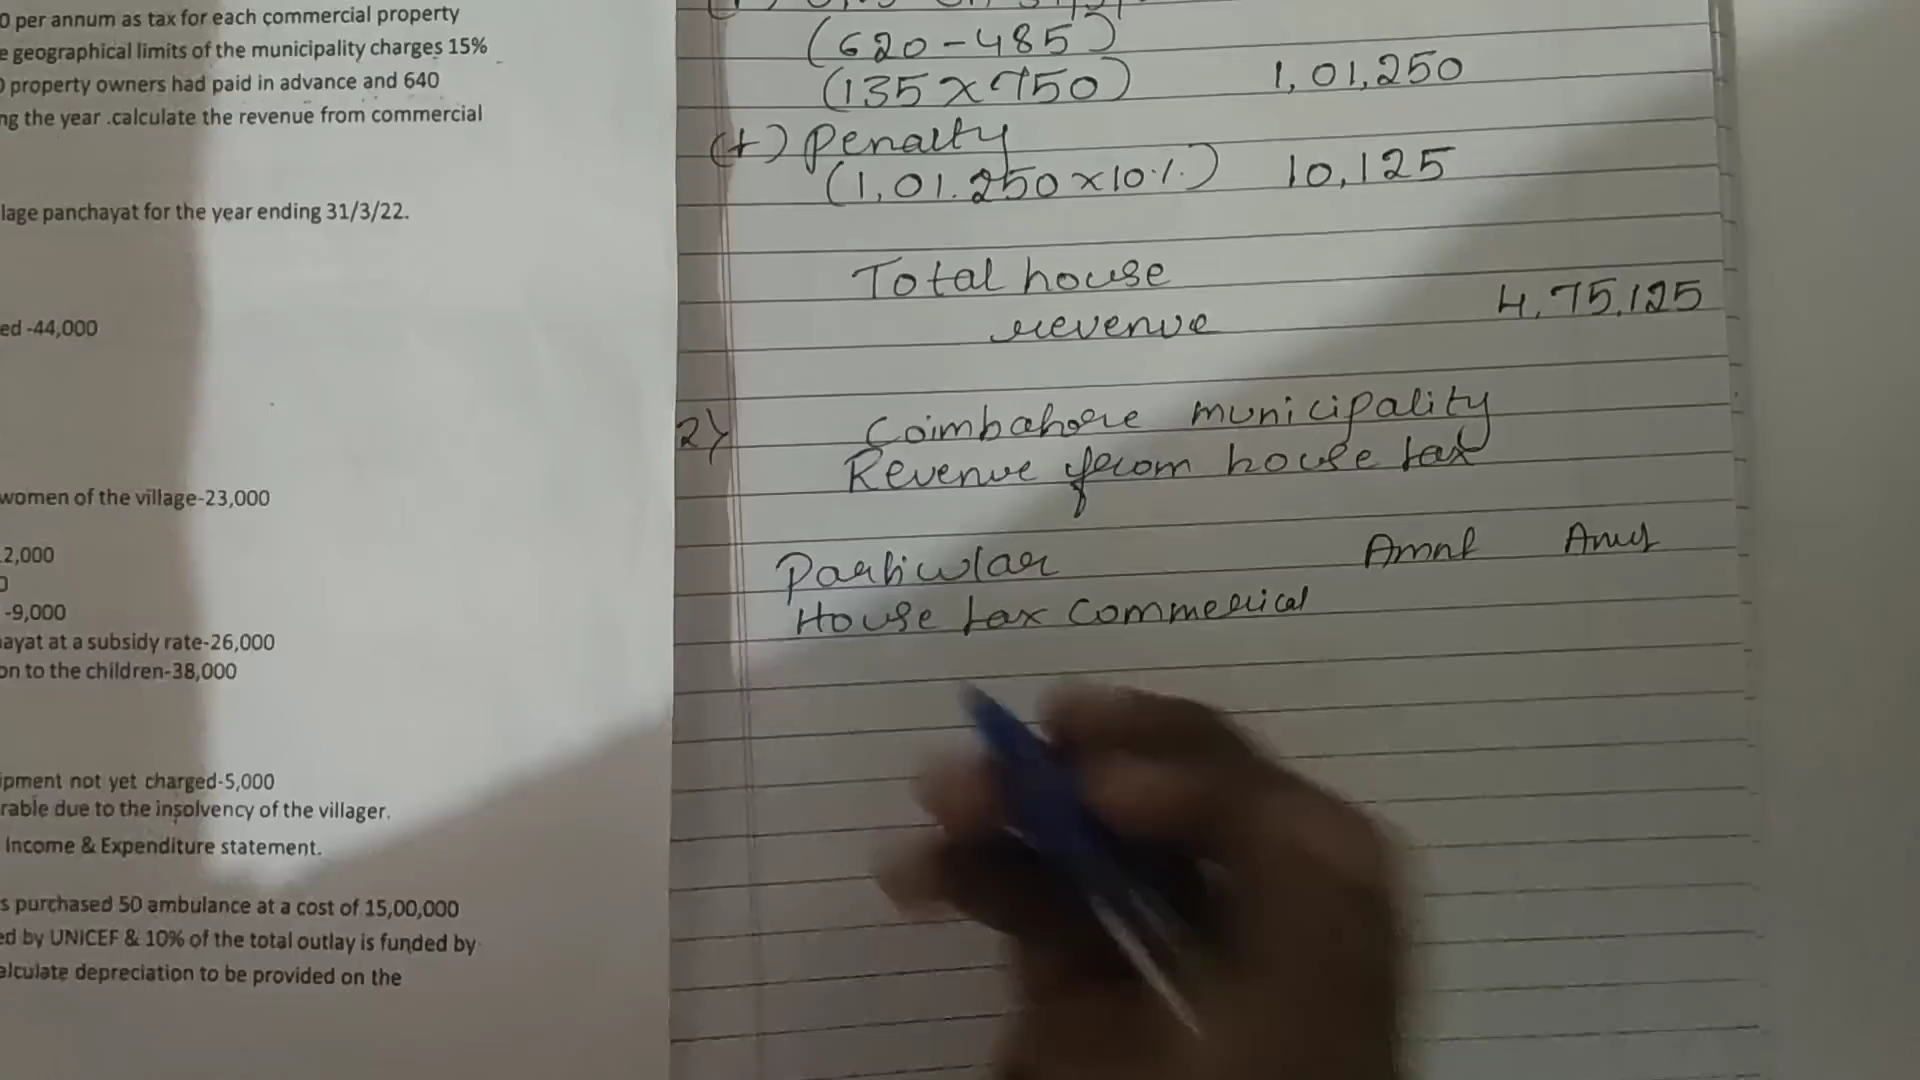 0 per annum as tax for each commercial property
e geographical limits of the municipality charges 15%
0 property owners had paid in advance and 640
ng the year .calculate the revenue from commercial
lage panchayat for the year ending 31/3/22.
ed -44,000
women of the village-23,000
2,000
-9,000
ayat at a subsidy rate-26,000
on to the children-38,000
ipment not yet charged-5,000
rable due to the insolvency of the villager.
Income & Expenditure statement.
s purchased 50 ambulance at a cost of 15,00,000
ed by UNICEF & 10% of the total outlay is funded by
alculate depreciation to be provided on the
(620-485)
(135x750) 1,01,250
(+) Penalty
(1,01.250x10%) 10,125
Total house
revenue 4,75,125
2) Coimbahore municipality
Revenue from house tax
Particular Amnt Amt
House tax commerical